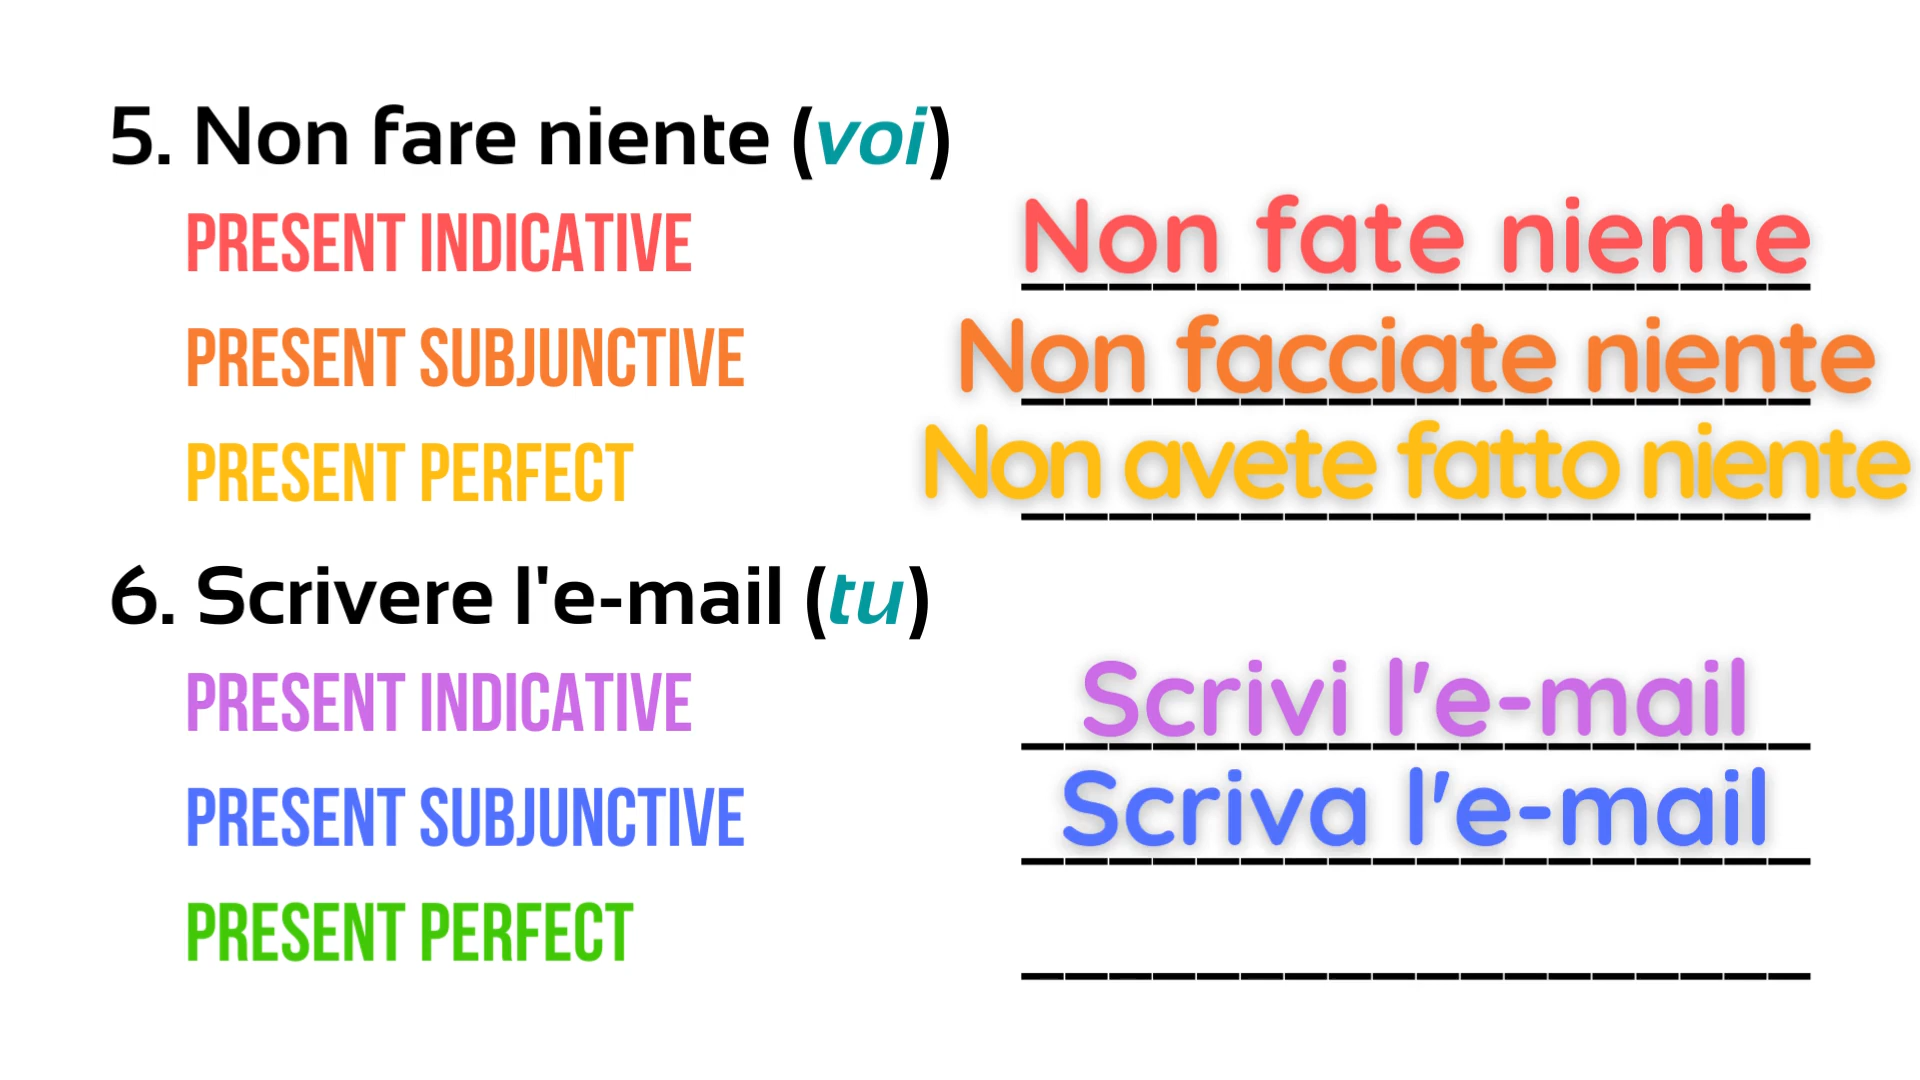 5. Non fare niente (voi)
PRESENT INDICATIVE Non fate niente
PRESENT SUBJUNCTIVE Non facciate niente
PRESENT PERFECT Non avete fatto niente
6. Scrivere l'e-mail (tu)
PRESENT INDICATIVE Scrivi l'e-mail
PRESENT SUBJUNCTIVE Scriva l'e-mail
PRESENT PERFECT